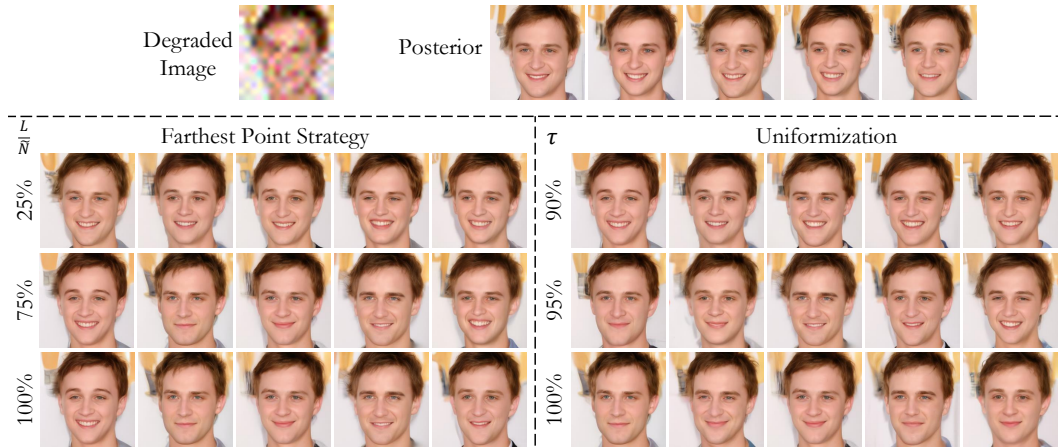 Degraded
Image
Posterior
L
Ñ
Farthest Point Strategy
25%
75%
100%
τ
Uniformization
90%
95%
100%